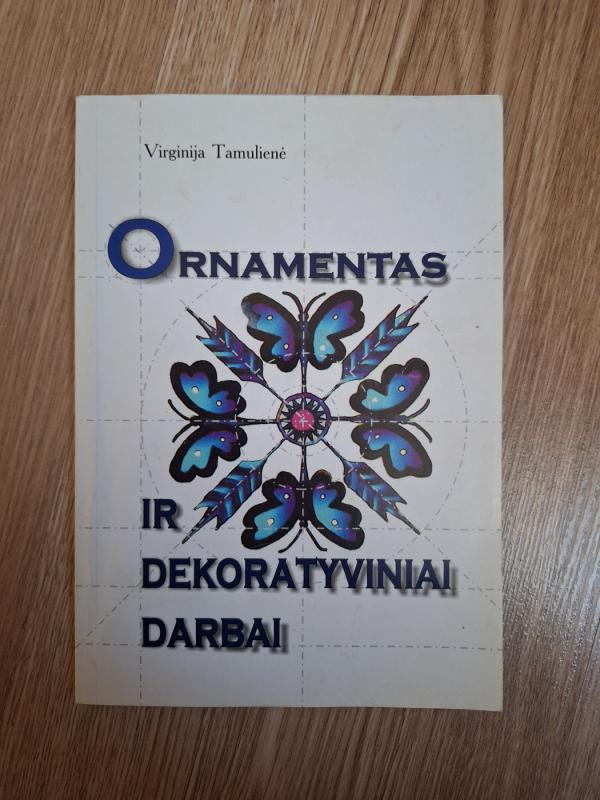 Virginija Tamulienė
ORNAMENTAS
IR
DEKORATYVINIAI
DARBAI